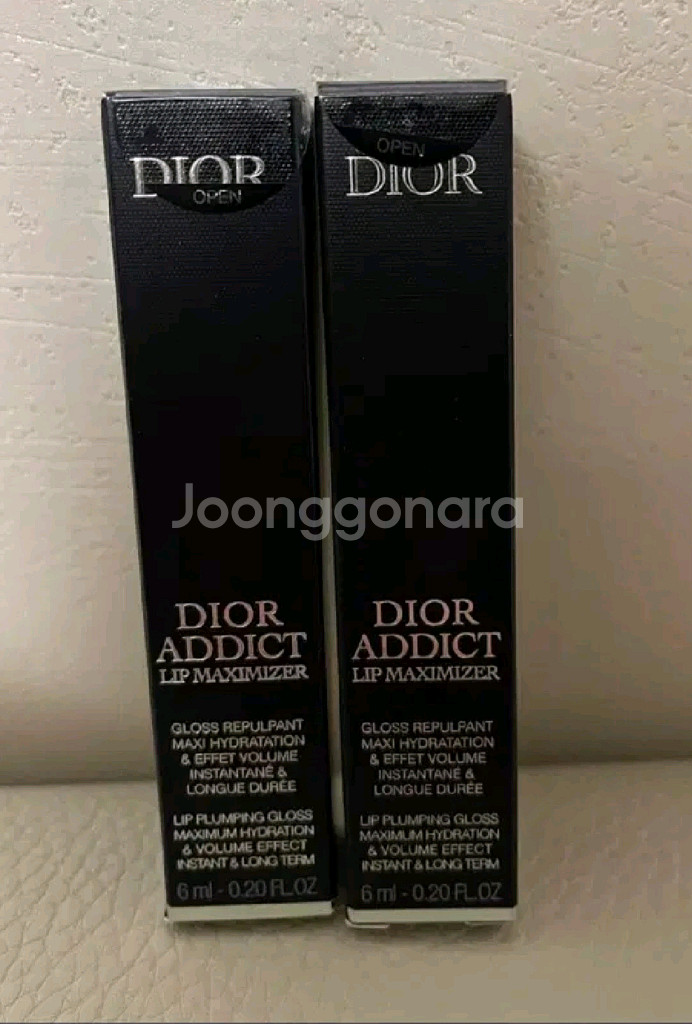 DIOR
OPEN
DIOR
ADDICT
LIP MAXIMIZER
GLOSS REPULPANT
MAXI HYDRATATION
& EFFET VOLUME
INSTANTANÉ &
LONGUE DURÉE
LIP PLUMPING GLOSS
MAXIMUM HYDRATION
& VOLUME EFFECT
INSTANT & LONG TERM
6 ml - 0.20 FL.OZ
OPEN
DIOR
DIOR
ADDICT
LIP MAXIMIZER
GLOSS REPULPANT
MAXI HYDRATATION
& EFFET VOLUME
INSTANTANÉ &
LONGUE DURÉE
LIP PLUMPING GLOSS
MAXIMUM HYDRATION
& VOLUME EFFECT
INSTANT & LONG TERM
6 ml - 0.20 FL.OZ
Joonggonara